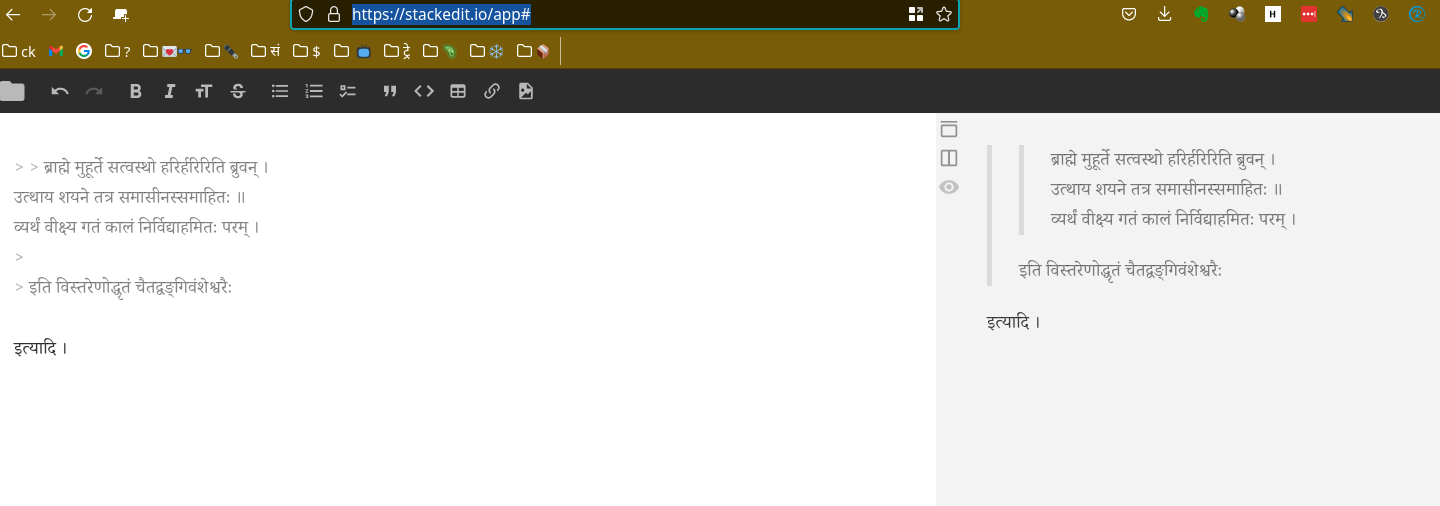 https://stackedit.io/app#
ck
?
सं
$
ट्रे
H
> > ब्राह्मे मुहूर्ते सत्वस्थो हरिर्हरिरिति ब्रुवन् ।
उत्थाय शयने तत्र समासीनस्समाहितः ॥
व्यर्थं वीक्ष्य गतं कालं निर्विद्याहमितः परम् ।
>
> इति विस्तरेणोद्धृतं चैतद्वङ्गिवंशेश्वरैः
इत्यादि ।
ब्राह्मे मुहूर्ते सत्वस्थो हरिर्हरिरिति ब्रुवन् ।
उत्थाय शयने तत्र समासीनस्समाहितः ॥
व्यर्थं वीक्ष्य गतं कालं निर्विद्याहमितः परम् ।
इति विस्तरेणोद्धृतं चैतद्वङ्गिवंशेश्वरैः
इत्यादि ।